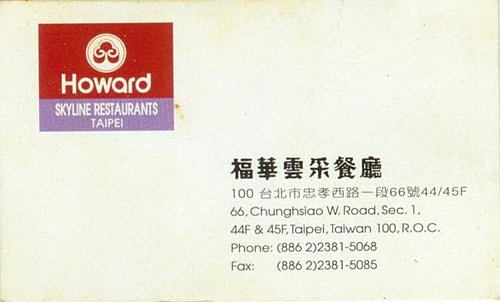 Howard
SKYLINE RESTAURANTS
TAIPEI
福華雲采餐廳
100 台北市忠孝西路一段66號44/45F
66, Chunghsiao W. Road, Sec. 1,
44F & 45F, Taipei, Taiwan 100, R.O.C.
Phone: (886 2)2381-5068
Fax: (886 2)2381-5085